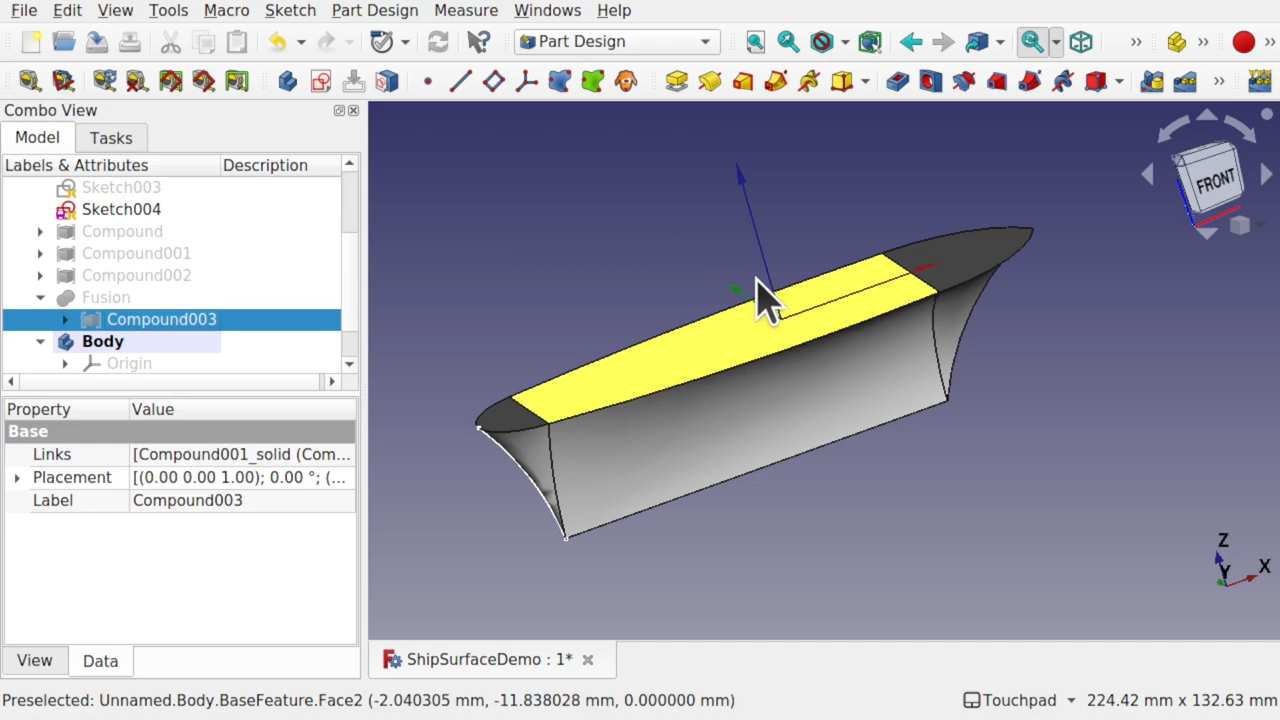 File Edit View Tools Macro Sketch Part Design Measure Windows Help
Part Design
Combo View
Model Tasks
Labels & Attributes Description
Sketch003
Sketch004
Compound
Compound001
Compound002
Fusion
Compound003
Body
Origin
Property Value
Base
Links [Compound001_solid (Com...
Placement [(0.00 0.00 1.00); 0.00 °; (...
Label Compound003
View Data
FRONT
Z
Y X
ShipSurfaceDemo : 1*
Preselected: Unnamed.Body.BaseFeature.Face2 (-2.040305 mm, -11.838028 mm, 0.000000 mm)
Touchpad 224.42 mm x 132.63 mm